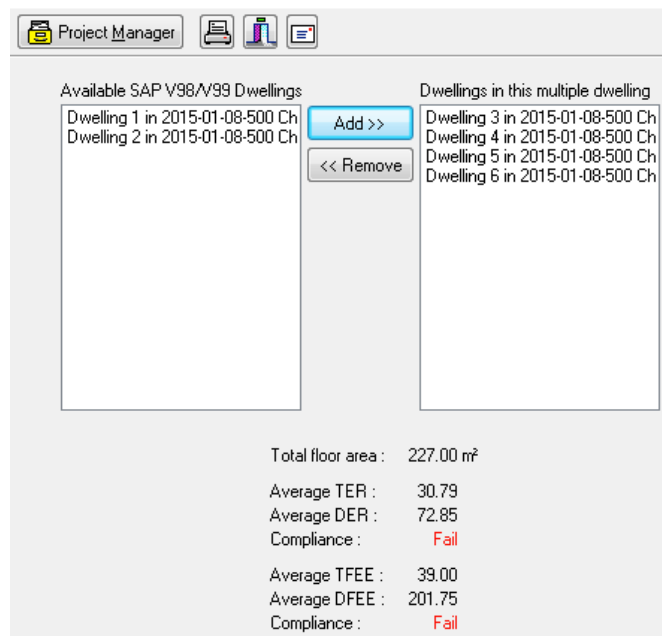 Project Manager
Available SAP V98/V99 Dwellings
Dwelling 1 in 2015-01-08-500 Ch
Dwelling 2 in 2015-01-08-500 Ch
Add >>
<< Remove
Dwellings in this multiple dwelling
Dwelling 3 in 2015-01-08-500 Ch
Dwelling 4 in 2015-01-08-500 Ch
Dwelling 5 in 2015-01-08-500 Ch
Dwelling 6 in 2015-01-08-500 Ch
Total floor area : 227.00 m²
Average TER : 30.79
Average DER : 72.85
Compliance : Fail
Average TFEE : 39.00
Average DFEE : 201.75
Compliance : Fail